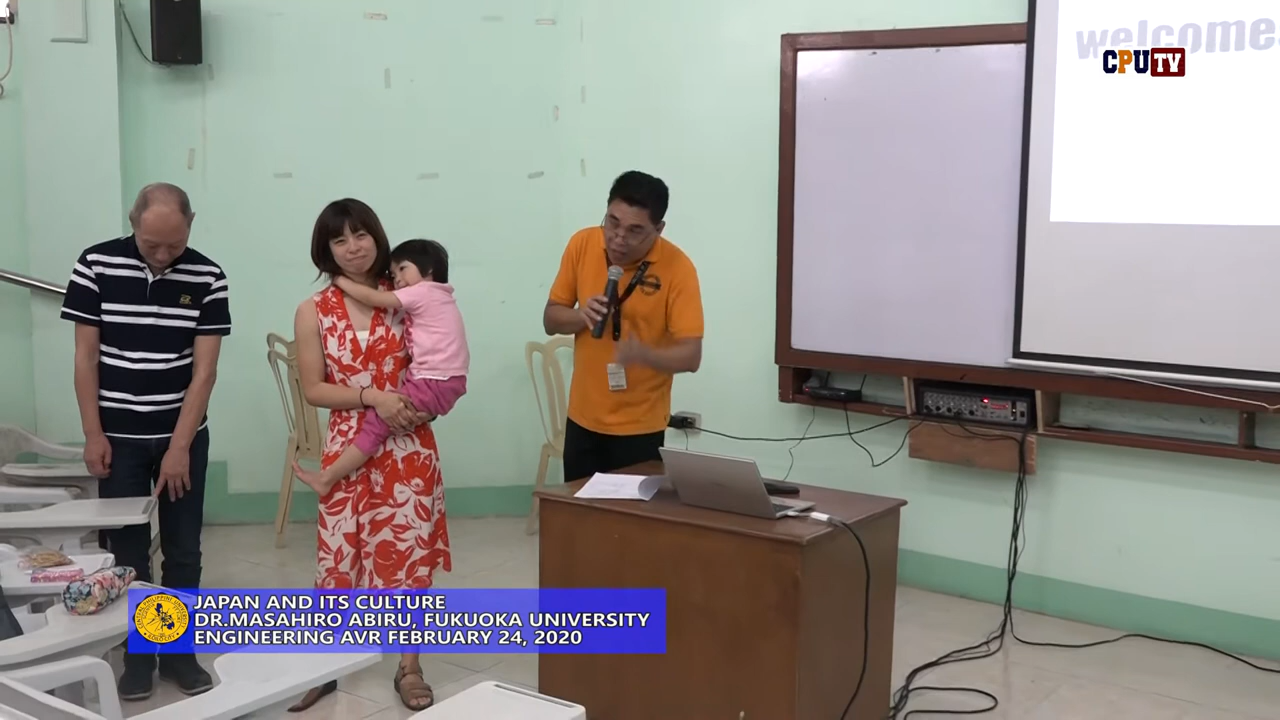 welcome
CPUTV
JAPAN AND ITS CULTURE
DR.MASAHIRO ABIRU, FUKUOKA UNIVERSITY
ENGINEERING AVR FEBRUARY 24, 2020